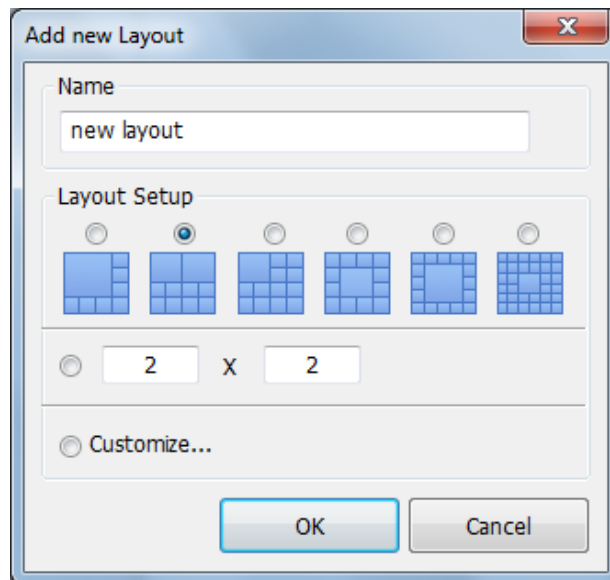 Add new Layout
Name
new layout
Layout Setup
2 X 2
Customize...
OK Cancel